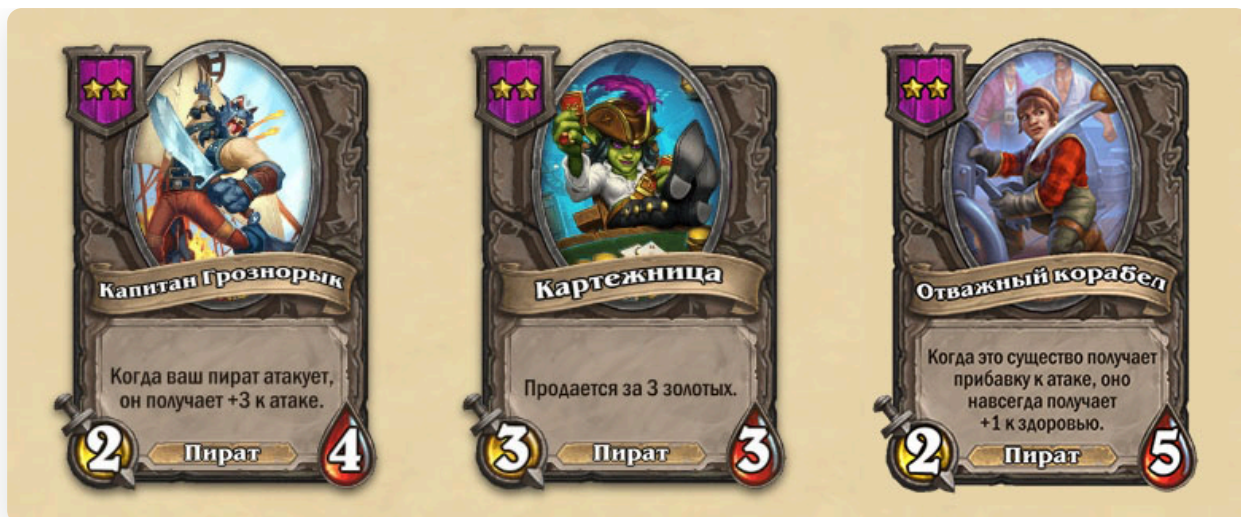 Капитан Грознорык
Когда ваш пират атакует,
он получает +3 к атаке.
2
Пират
4
Картежница
Продается за 3 золотых.
3
Пират
3
Отважный корабел
Когда это существо получает
прибавку к атаке, оно
навсегда получает
+1 к здоровью.
2
Пират
5